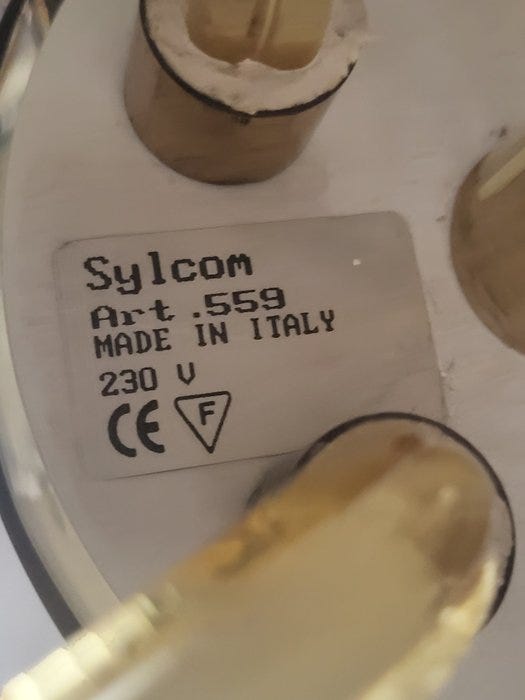 Sylcom
Art .559
MADE IN ITALY
230 V
CE F